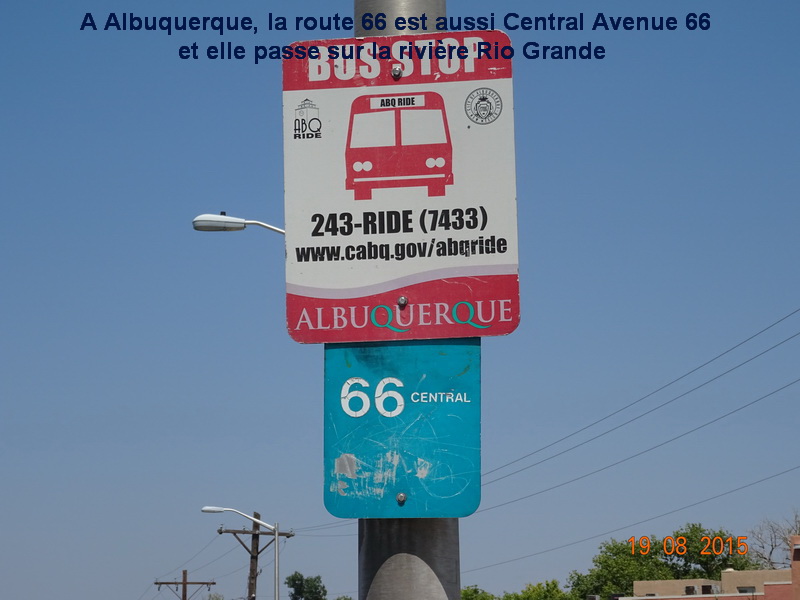 A Albuquerque, la route 66 est aussi Central Avenue 66
et elle passe sur la rivière Rio Grande
BUS STOP
ABQ RIDE
ABQ
RIDE
243-RIDE (7433)
www.cabq.gov/abqride
ALBUQUERQUE
66 CENTRAL
19 08 2015